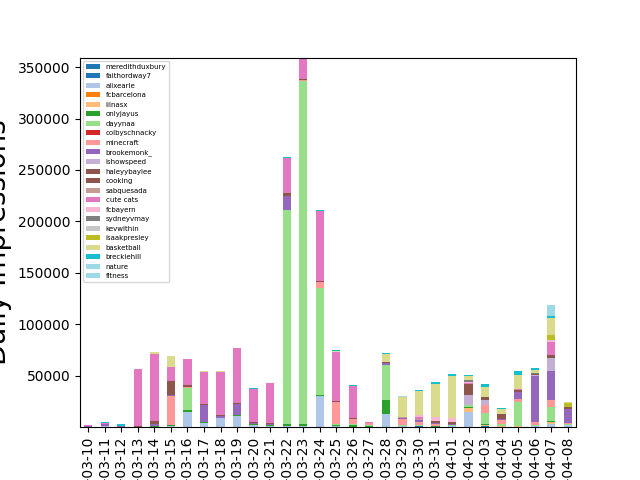 350000
300000
250000
200000
150000
100000
50000
Daily Impressions
meredithduxbury
faithordway7
alixearle
fcbarcelona
ilinasx
onlyjayus
dayynaa
colbyschnacky
minecraft
brookemonk_
ishowspeed
haleyybaylee
cooking
sabquesada
cute cats
fcbayern
sydneyvmay
kevwithin
isaakpresley
basketball
breckiehill
nature
fitness
03-10
03-11
03-12
03-13
03-14
03-15
03-16
03-17
03-18
03-19
03-20
03-21
03-22
03-23
03-24
03-25
03-26
03-27
03-28
03-29
03-30
03-31
04-01
04-02
04-03
04-04
04-05
04-06
04-07
04-08